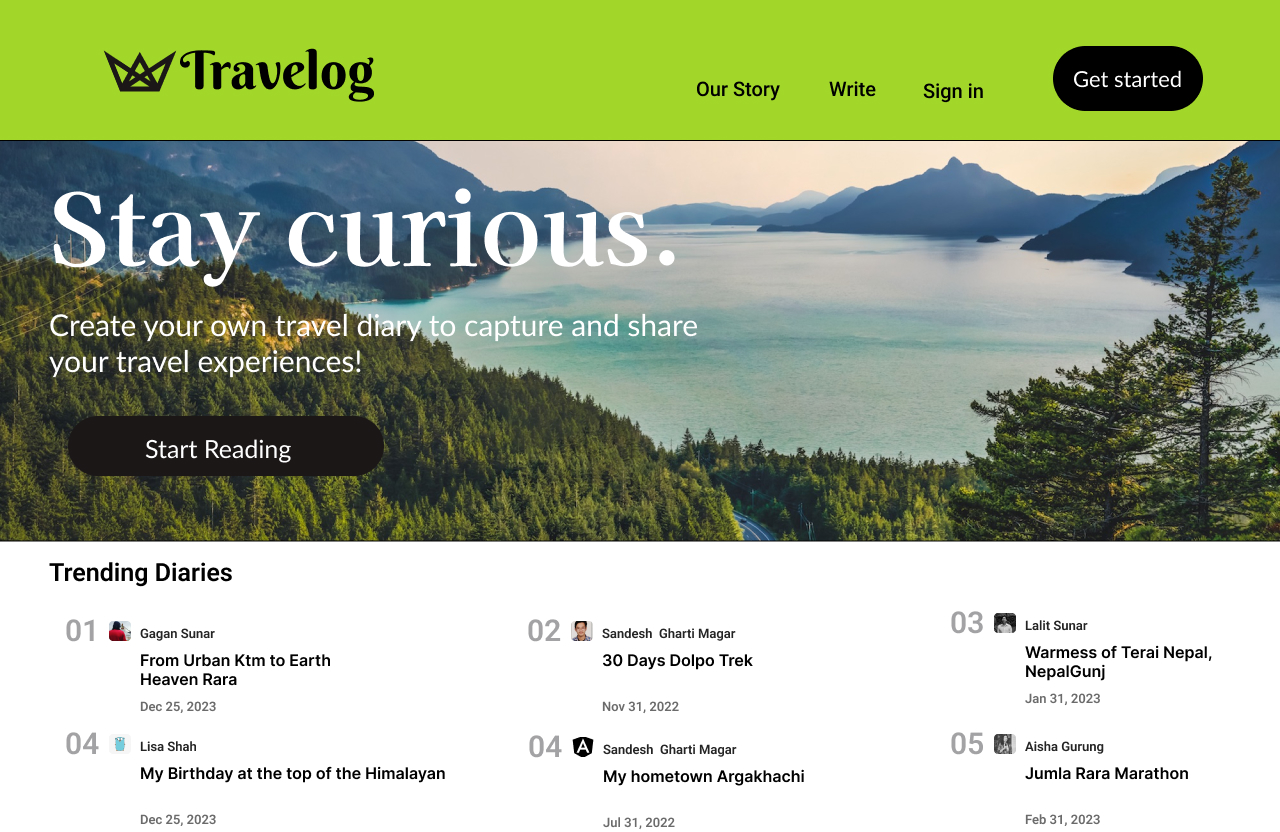 Travelog
Our Story
Write
Sign in
Get started
Stay curious.
Create your own travel diary to capture and share
your travel experiences!
Start Reading
Trending Diaries
01
Gagan Sunar
From Urban Ktm to Earth
Heaven Rara
Dec 25, 2023
02
Sandesh Gharti Magar
30 Days Dolpo Trek
Nov 31, 2022
03
Lalit Sunar
Warmess of Terai Nepal,
NepalGunj
Jan 31, 2023
04
Lisa Shah
My Birthday at the top of the Himalayan
Dec 25, 2023
04
Sandesh Gharti Magar
My hometown Argakhachi
Jul 31, 2022
05
Aisha Gurung
Jumla Rara Marathon
Feb 31, 2023